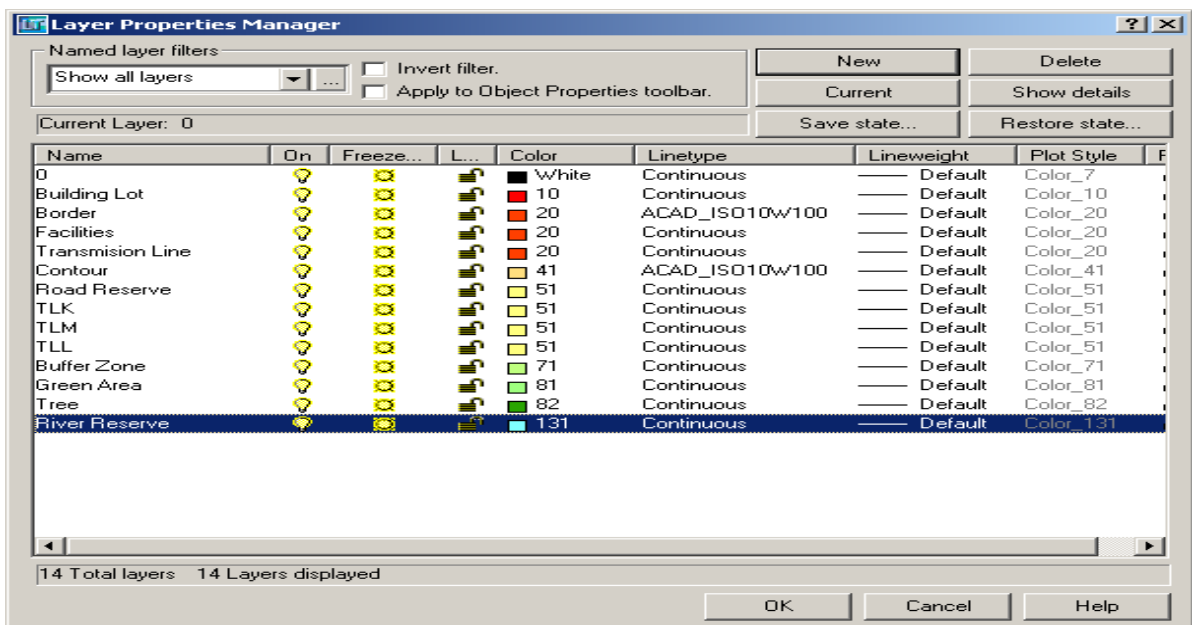 LT Layer Properties Manager ? ×
Named layer filters
Show all layers ... Invert filter.
Apply to Object Properties toolbar.
New Delete
Current Show details
Current Layer: 0
Save state... Restore state...
Name On Freeze... L... Color Linetype Lineweight Plot Style
0 White Continuous Default Color_7
Building Lot 10 Continuous Default Color_10
Border 20 ACAD_ISO10W100 Default Color_20
Facilities 20 Continuous Default Color_20
Transmision Line 20 Continuous Default Color_20
Contour 41 ACAD_ISO10W100 Default Color_41
Road Reserve 51 Continuous Default Color_51
TLK 51 Continuous Default Color_51
TLM 51 Continuous Default Color_51
TLL 51 Continuous Default Color_51
Buffer Zone 71 Continuous Default Color_71
Green Area 81 Continuous Default Color_81
Tree 82 Continuous Default Color_82
River Reserve 131 Continuous Default Color_131
14 Total layers 14 Layers displayed
OK Cancel Help